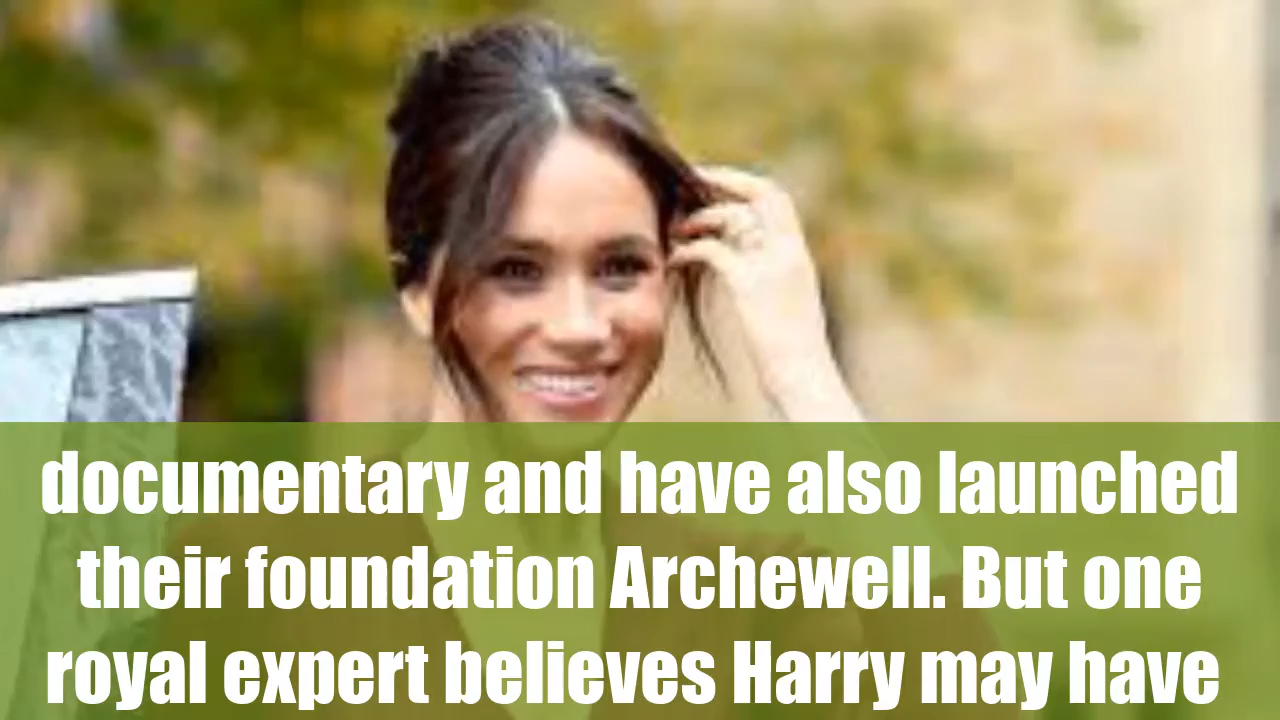 documentary and have also launched
their foundation Archewell. But one
royal expert believes Harry may have